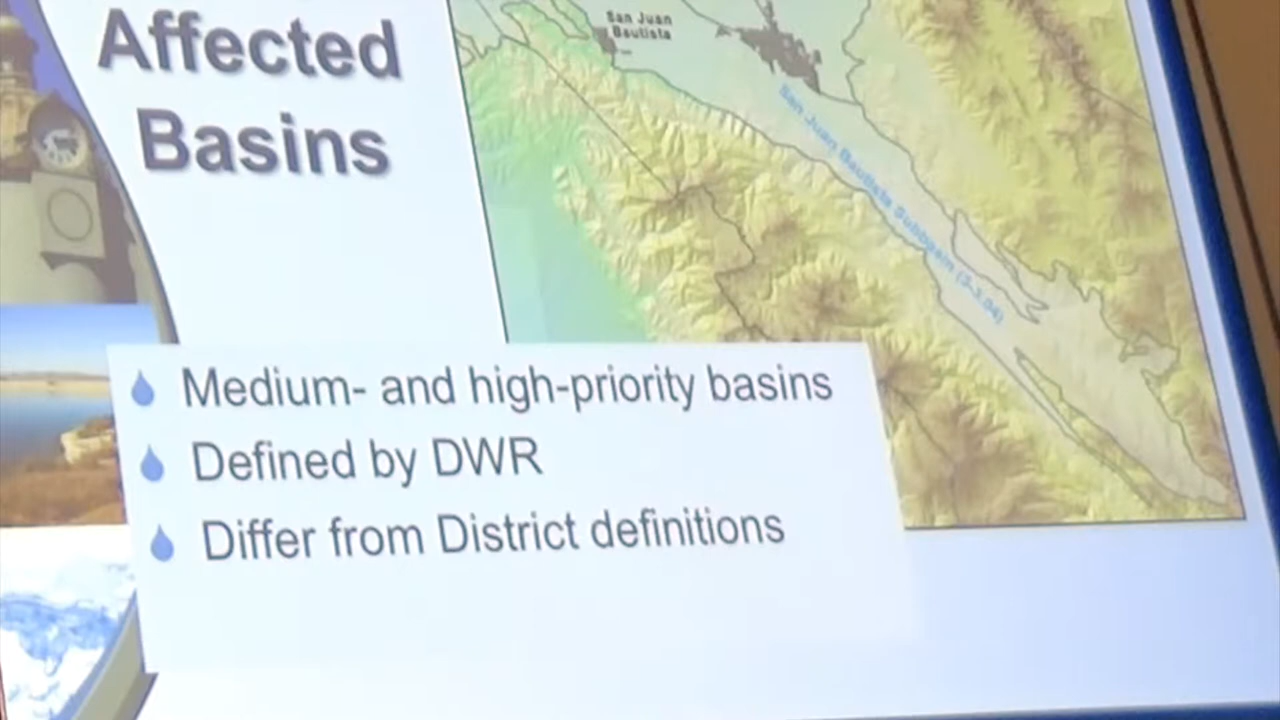 Affected
Basins
San Juan
Bautista
San Juan Bautista Subbasin (3-3.04)
Medium- and high-priority basins
Defined by DWR
Differ from District definitions